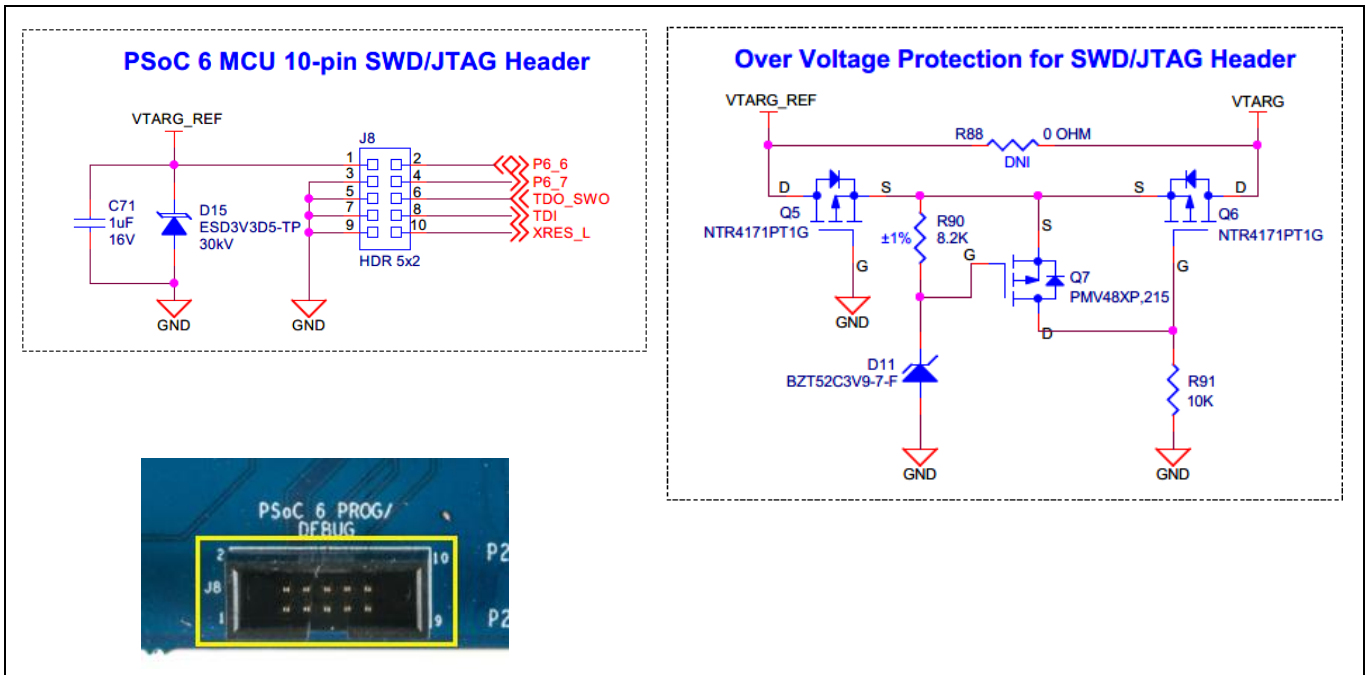 PSoC 6 MCU 10-pin SWD/JTAG Header
VTARG_REF
J8
1 2 P6_6
3 4 P6_7
5 6 TDO_SWO
7 8 TDI
9 10 XRES_L
HDR 5x2
C71
1uF
16V
D15
ESD3V3D5-TP
30kV
GND
GND
Over Voltage Protection for SWD/JTAG Header
VTARG_REF
VTARG
R88 0 OHM
DNI
D S
Q5
NTR4171PT1G
G
GND
R90
±1% 8.2K
S
G
Q7
PMV48XP,215
D
S D
Q6
NTR4171PT1G
G
D11
BZT52C3V9-7-F
GND
R91
10K
GND
PSoC 6 PROG/
DEBUG
2 10
J8
1 9
P2
P2